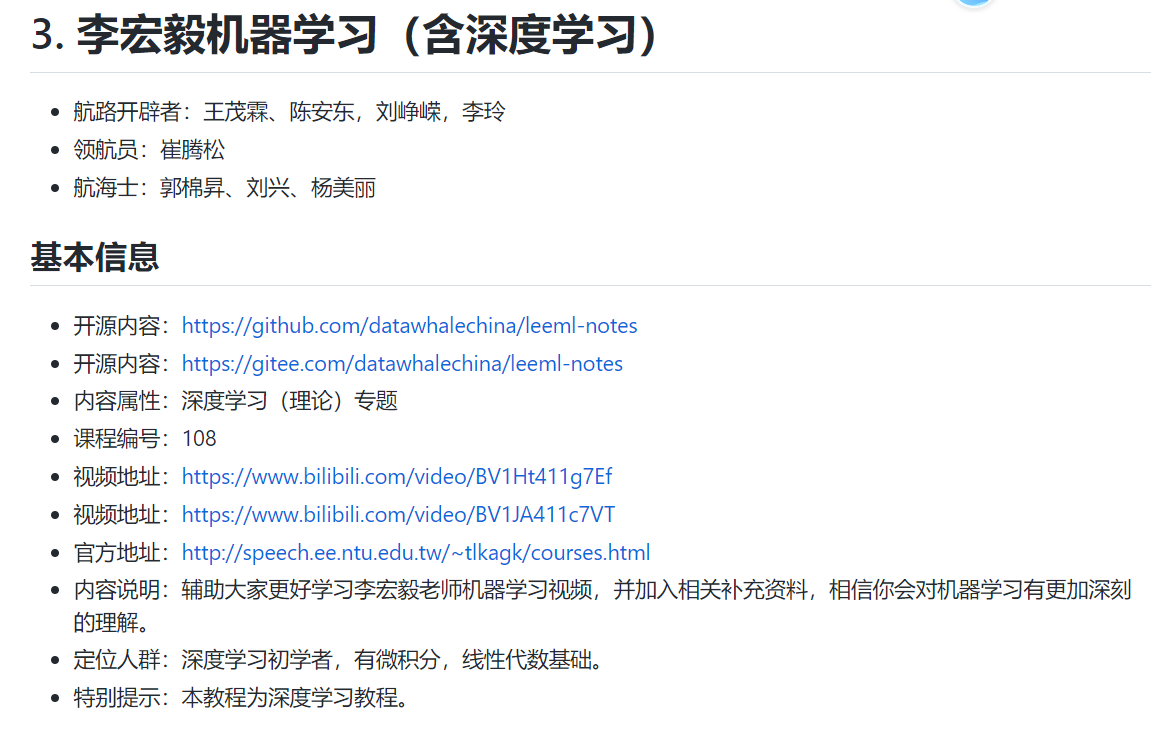 3. 李宏毅机器学习（含深度学习）
航路开辟者：王茂霖、陈安东，刘峥嵘，李玲
领航员：崔腾松
航海士：郭棉昇、刘兴、杨美丽
基本信息
开源内容：https://github.com/datawhalechina/leeml-notes
开源内容：https://gitee.com/datawhalechina/leeml-notes
内容属性：深度学习（理论）专题
课程编号：108
视频地址：https://www.bilibili.com/video/BV1Ht411g7Ef
视频地址：https://www.bilibili.com/video/BV1JA411c7VT
官方地址：http://speech.ee.ntu.edu.tw/~tlkagk/courses.html
内容说明：辅助大家更好学习李宏毅老师机器学习视频，并加入相关补充资料，相信你会对机器学习有更加深刻
的理解。
定位人群：深度学习初学者，有微积分，线性代数基础。
特别提示：本教程为深度学习教程。